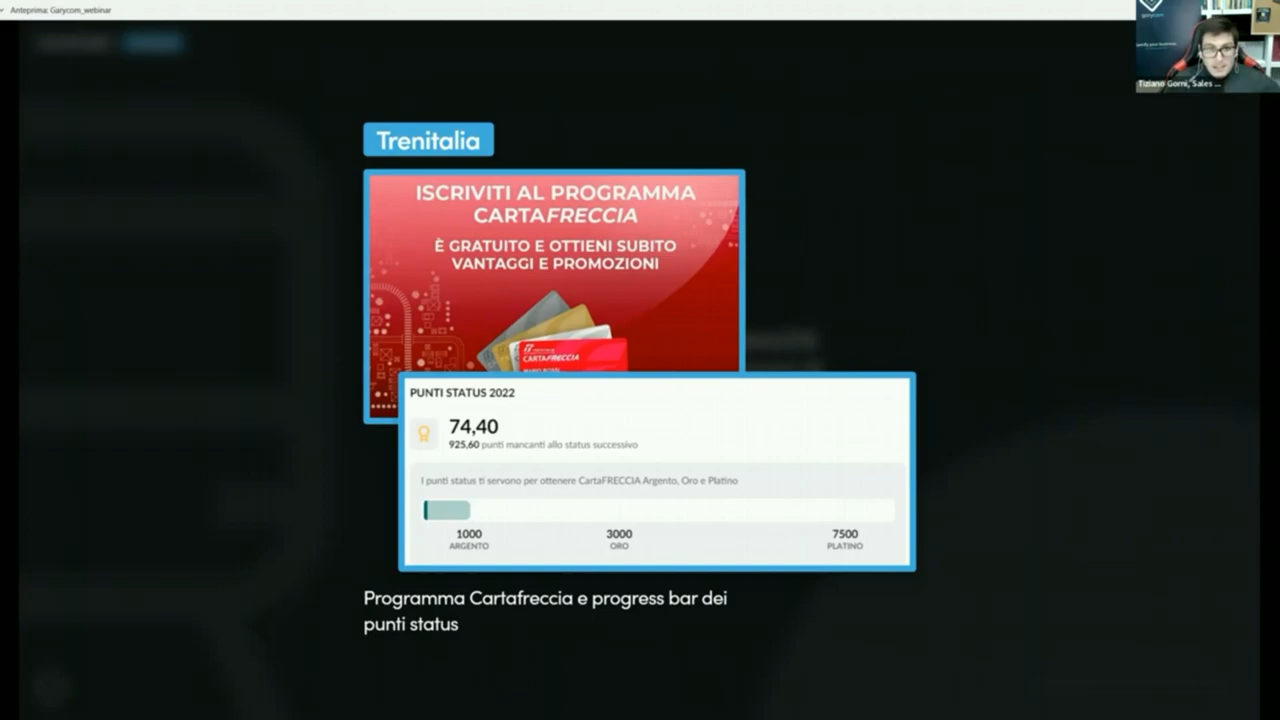 Anteprima: Garycom_webinar
garycom
Tiziano Gorni, Sales ...
Trenitalia
ISCRIVITI AL PROGRAMMA
CARTAFRECCIA
È GRATUITO E OTTIENI SUBITO
VANTAGGI E PROMOZIONI
CARTAFRECCIA
PUNTI STATUS 2022
74,40
925,60 punti mancanti allo status successivo
I punti status ti servono per ottenere CartaFRECCIA Argento, Oro e Platino
1000 3000 7500
ARGENTO ORO PLATINO
Programma Cartafreccia e progress bar dei
punti status